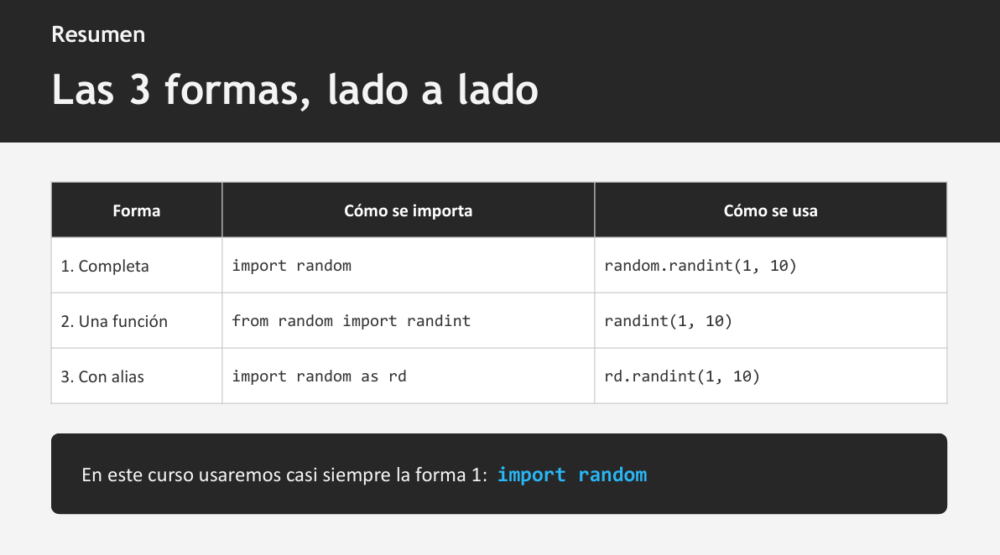 Resumen
Las 3 formas, lado a lado
Forma Cómo se importa Cómo se usa
1. Completa import random random.randint(1, 10)
2. Una función from random import randint randint(1, 10)
3. Con alias import random as rd rd.randint(1, 10)
En este curso usaremos casi siempre la forma 1: import random